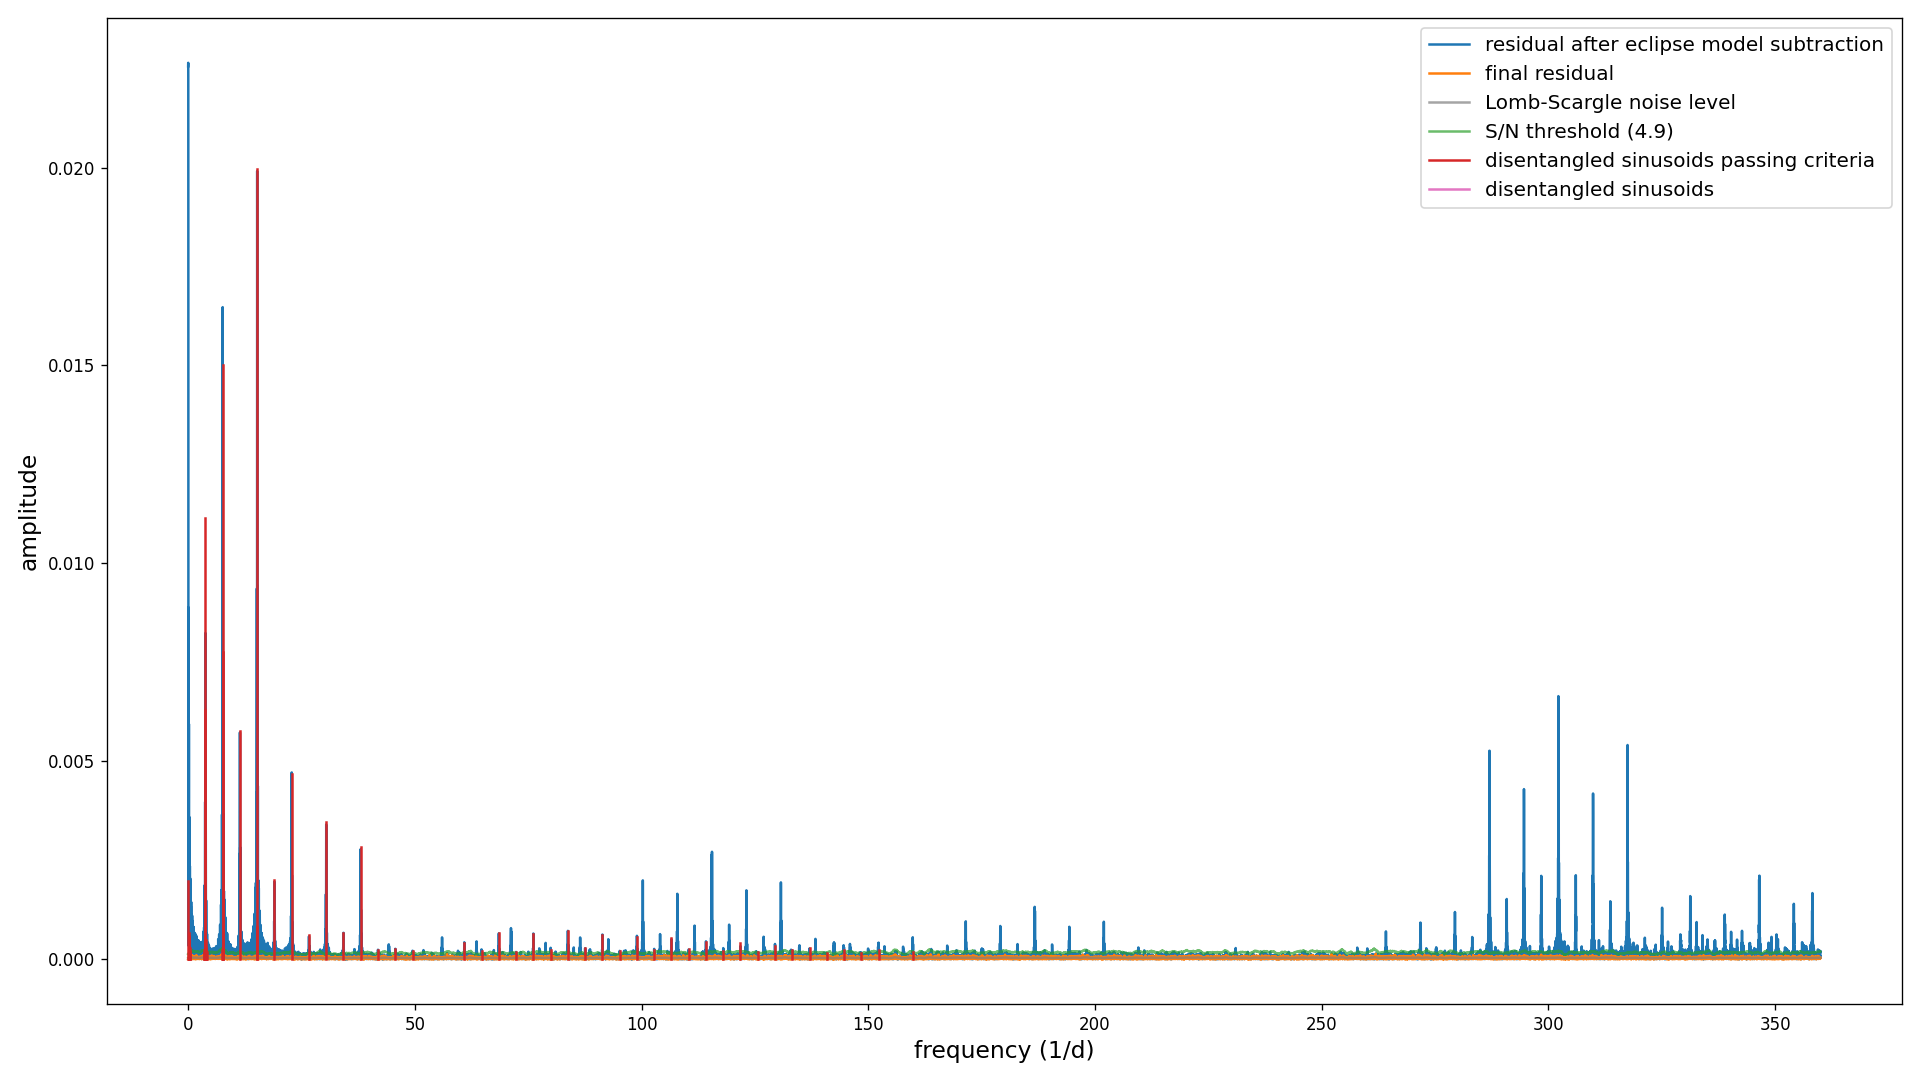 residual after eclipse model subtraction
final residual
Lomb-Scargle noise level
S/N threshold (4.9)
disentangled sinusoids passing criteria
disentangled sinusoids
amplitude
0.020
0.015
0.010
0.005
0.000
0 50 100 150 200 250 300 350
frequency (1/d)